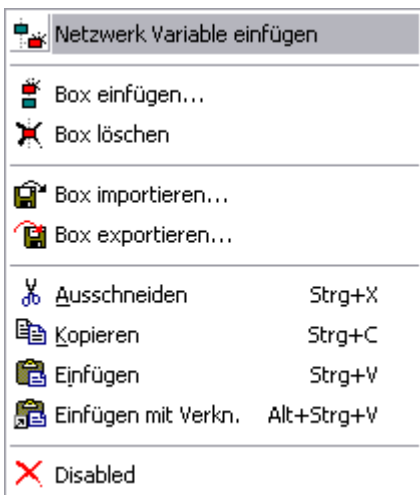 Netzwerk Variable einfügen
Box einfügen...
Box löschen
Box importieren...
Box exportieren...
Ausschneiden Strg+X
Kopieren Strg+C
Einfügen Strg+V
Einfügen mit Verkn. Alt+Strg+V
Disabled